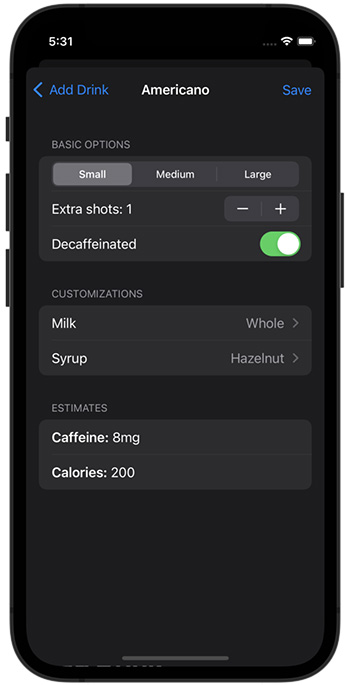 5:31
Add Drink Americano Save
BASIC OPTIONS
Small Medium Large
Extra shots: 1
Decaffeinated
CUSTOMIZATIONS
Milk Whole
Syrup Hazelnut
ESTIMATES
Caffeine: 8mg
Calories: 200